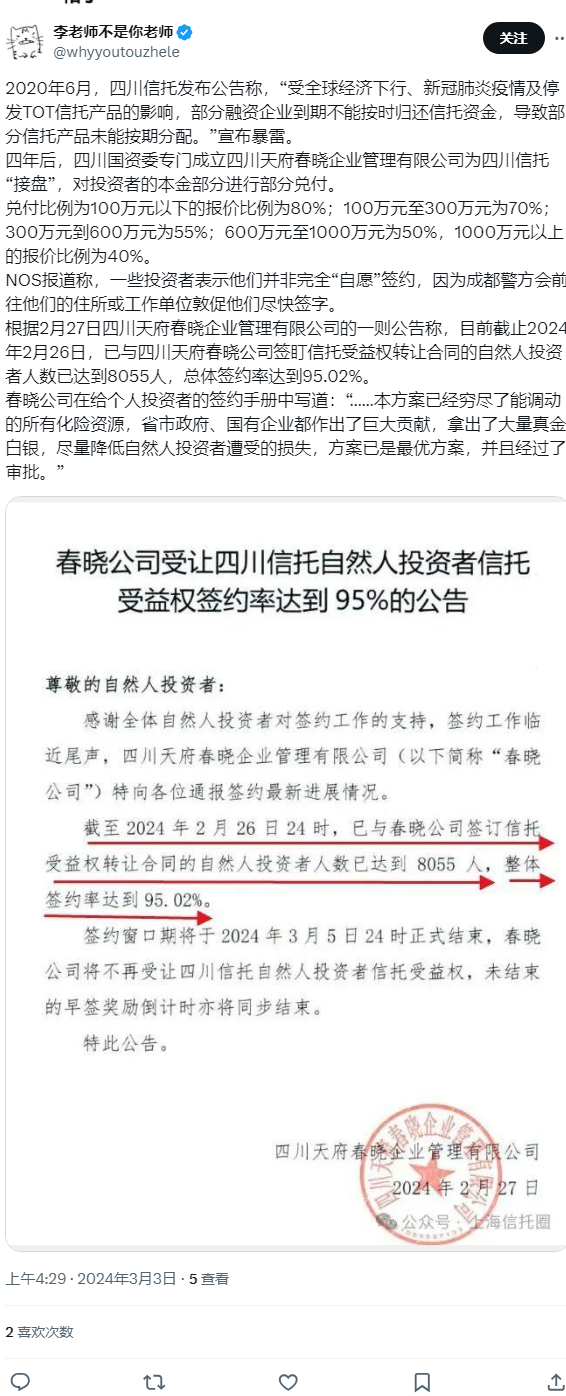 李老师不是你老师
@whyyoutouzhele
关注
2020年6月，四川信托发布公告称，“受全球经济下行、新冠肺炎疫情及停
发TOT信托产品的影响，部分融资企业到期不能按时归还信托资金，导致部
分信托产品未能按期分配。”宣布暴雷。
四年后，四川国资委专门成立四川天府春晓企业管理有限公司为四川信托
“接盘”，对投资者的本金部分进行部分兑付。
兑付比例为100万元以下的报价比例为80%；100万元至300万元为70%；
300万元到600万元为55%；600万元至1000万元为50%，1000万元以上
的报价比例为40%。
NOS报道称，一些投资者表示他们并非完全“自愿”签约，因为成都警方会前
往他们的住所或工作单位敦促他们尽快签字。
根据2月27日四川天府春晓企业管理有限公司的一则公告称，目前截止2024
年2月26日，已与四川天府春晓公司签盯信托受益权转让合同的自然人投资
者人数已达到8055人，总体签约率达到95.02%。
春晓公司在给个人投资者的签约手册中写道：“......本方案已经穷尽了能调动
的所有化险资源，省市政府、国有企业都作出了巨大贡献，拿出了大量真金
白银，尽量降低自然人投资者遭受的损失，方案已是最优方案，并且经过了
审批。”
春晓公司受让四川信托自然人投资者信托
受益权签约率达到 95%的公告
尊敬的自然人投资者：
感谢全体自然人投资者对签约工作的支持，签约工作临
近尾声，四川天府春晓企业管理有限公司（以下简称“春晓
公司”）特向各位通报签约最新进展情况。
截至 2024 年 2 月 26 日 24 时，已与春晓公司签订信托
受益权转让合同的自然人投资者人数已达到 8055 人，整体
签约率达到 95.02%。
签约窗口期将于 2024 年 3 月 5 日 24 时正式结束，春晓
公司将不再受让四川信托自然人投资者信托受益权，未结束
的早签奖励倒计时亦将同步结束。
特此公告。
四川天府春晓企业管理有限公司
四川天府春晓企业管理有限公司
2024 年 2 月 27 日
公众号·上海信托圈
上午4:29 · 2024年3月3日 · 5 查看
2 喜欢次数